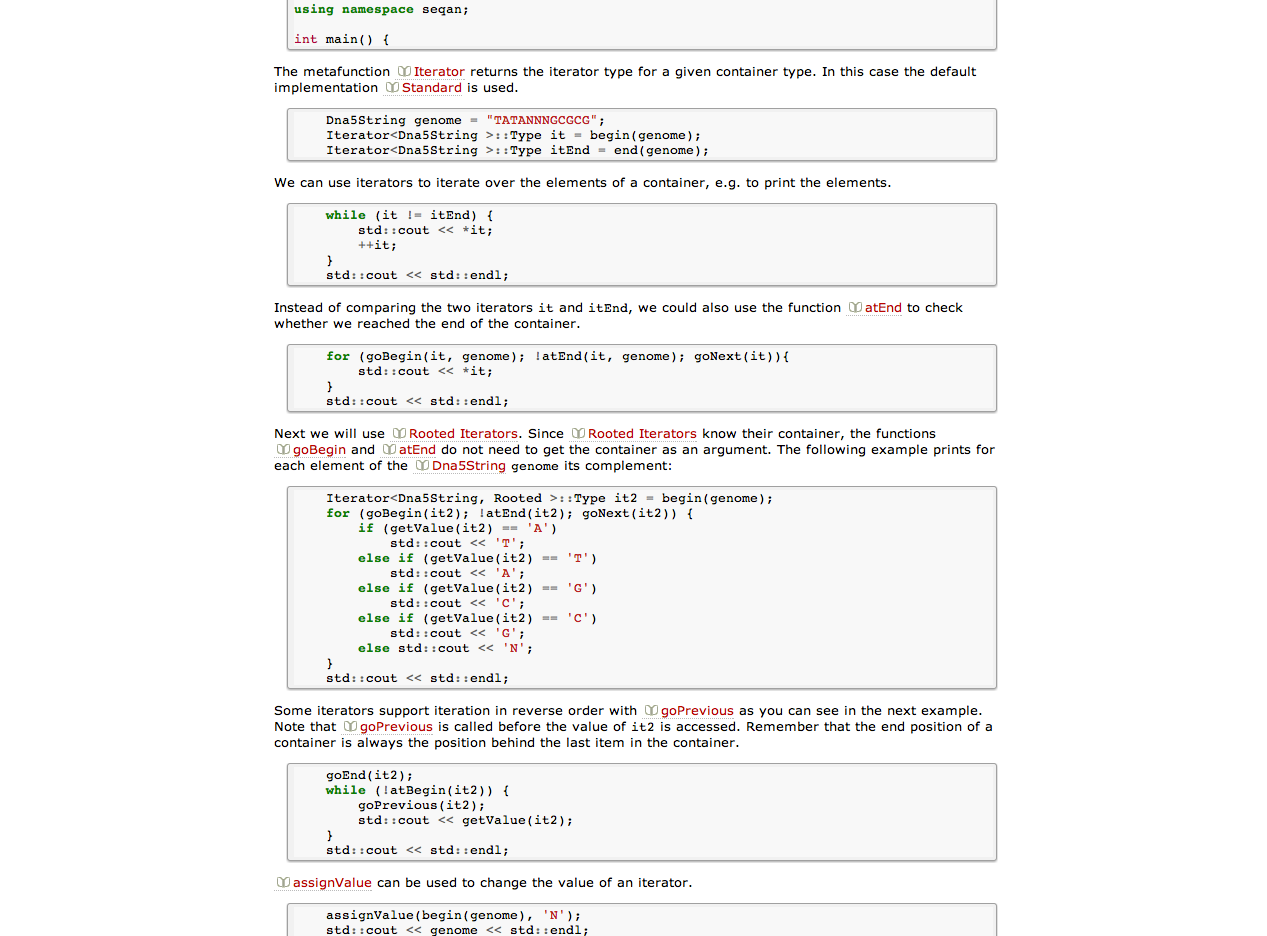 using namespace seqan;
int main() {
The metafunction Iterator returns the iterator type for a given container type. In this case the default
implementation Standard is used.
Dna5String genome = "TATANNNGCGCG";
Iterator<Dna5String >::Type it = begin(genome);
Iterator<Dna5String >::Type itEnd = end(genome);
We can use iterators to iterate over the elements of a container, e.g. to print the elements.
while (it != itEnd) {
std::cout << *it;
++it;
}
std::cout << std::endl;
Instead of comparing the two iterators it and itEnd, we could also use the function atEnd to check
whether we reached the end of the container.
for (goBegin(it, genome); !atEnd(it, genome); goNext(it)){
std::cout << *it;
}
std::cout << std::endl;
Next we will use Rooted Iterators. Since Rooted Iterators know their container, the functions
goBegin and atEnd do not need to get the container as an argument. The following example prints for
each element of the Dna5String genome its complement:
Iterator<Dna5String, Rooted >::Type it2 = begin(genome);
for (goBegin(it2); !atEnd(it2); goNext(it2)) {
if (getValue(it2) == 'A')
std::cout << 'T';
else if (getValue(it2) == 'T')
std::cout << 'A';
else if (getValue(it2) == 'G')
std::cout << 'C';
else if (getValue(it2) == 'C')
std::cout << 'G';
else std::cout << 'N';
}
std::cout << std::endl;
Some iterators support iteration in reverse order with goPrevious as you can see in the next example.
Note that goPrevious is called before the value of it2 is accessed. Remember that the end position of a
container is always the position behind the last item in the container.
goEnd(it2);
while (!atBegin(it2)) {
goPrevious(it2);
std::cout << getValue(it2);
}
std::cout << std::endl;
assignValue can be used to change the value of an iterator.
assignValue(begin(genome), 'N');
std::cout << genome << std::endl;